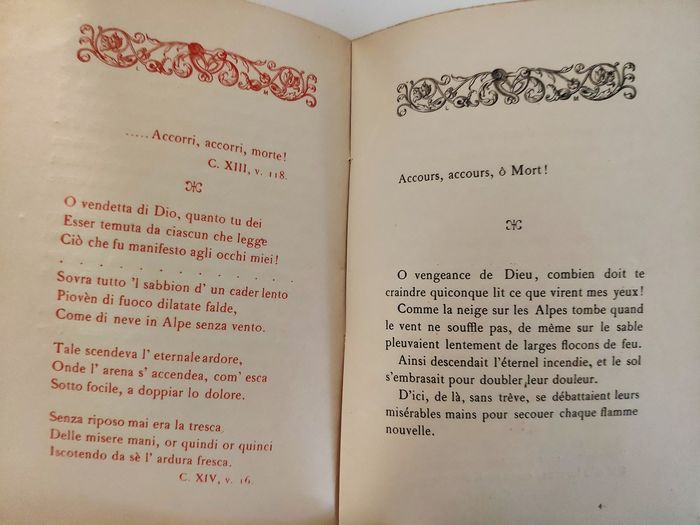 .....Accorri, accorri, morte!
C. XIII, v. 118.
O vendetta di Dio, quanto tu dei
Esser temuta da ciascun che legge
Ciò che fu manifesto agli occhi miei!
. . . . . . . . . . . . . . .
Sovra tutto 'l sabbion d' un cader lento
Piovèn di fuoco dilatate falde,
Come di neve in Alpe senza vento.
Tale scendeva l' eternale ardore,
Onde l' arena s' accendea, com' esca
Sotto focile, a doppiar lo dolore.
Senza riposo mai era la tresca
Delle misere mani, or quindi or quinci
Iscotendo da sè l' ardura fresca.
C. XIV, v. 16.
Accours, accours, ô Mort!
O vengeance de Dieu, combien doit te
craindre quiconque lit ce que virent mes yeux!
Comme la neige sur les Alpes tombe quand
le vent ne souffle pas, de même sur le sable
pleuvaient lentement de larges flocons de feu.
Ainsi descendait l'éternel incendie, et le sol
s'embrasait pour doubler leur douleur.
D'ici, de là, sans trêve, se débattaient leurs
misérables mains pour secouer chaque flamme
nouvelle.